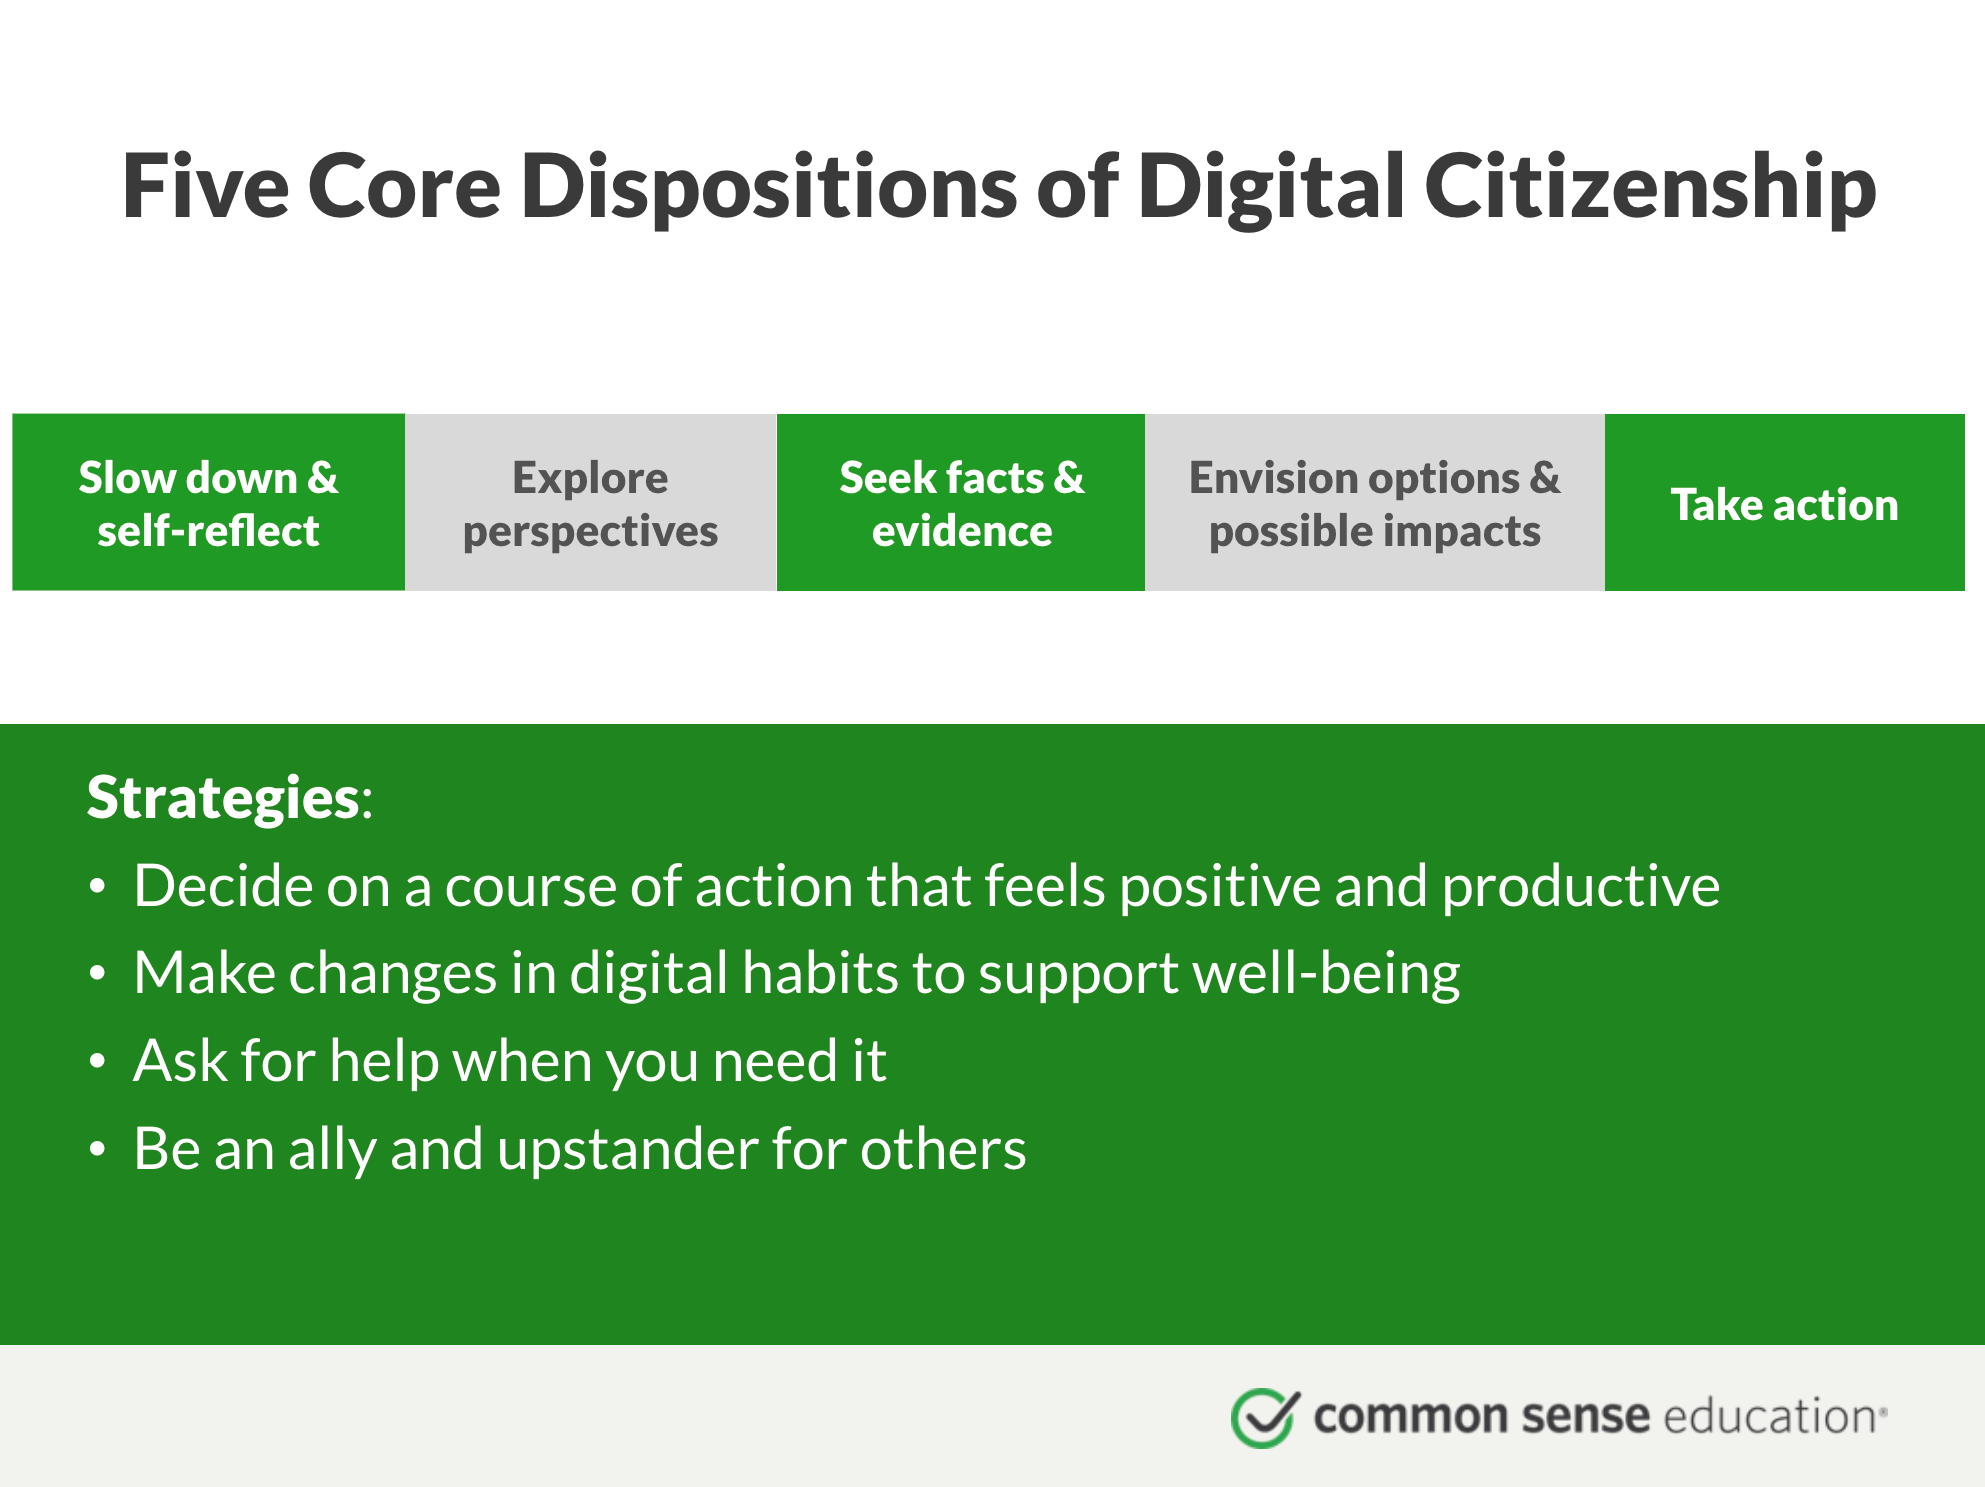 Five Core Dispositions of Digital Citizenship
Slow down &
self-reflect
Explore
perspectives
Seek facts &
evidence
Envision options &
possible impacts
Take action
Strategies:
• Decide on a course of action that feels positive and productive
• Make changes in digital habits to support well-being
• Ask for help when you need it
• Be an ally and upstander for others
common sense education®